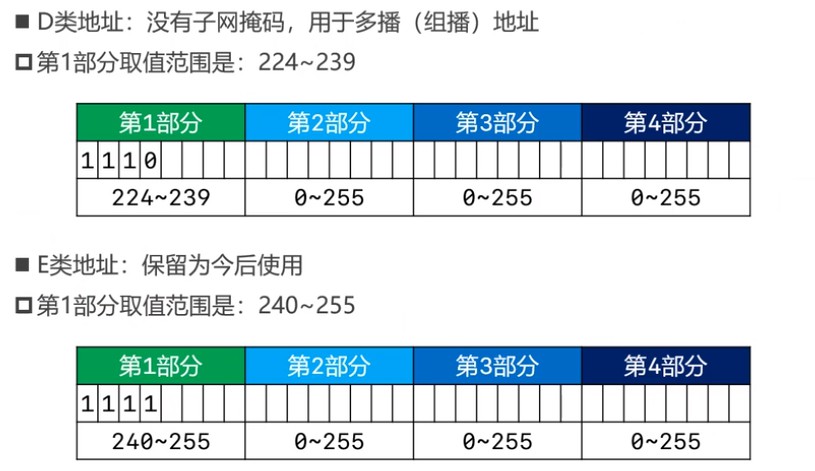 ■ D类地址：没有子网掩码，用于多播（组播）地址
第1部分取值范围是：224~239
第1部分 第2部分 第3部分 第4部分
1 1 1 0
224~239 0~255 0~255 0~255
■ E类地址：保留为今后使用
第1部分取值范围是：240~255
第1部分 第2部分 第3部分 第4部分
1 1 1 1
240~255 0~255 0~255 0~255